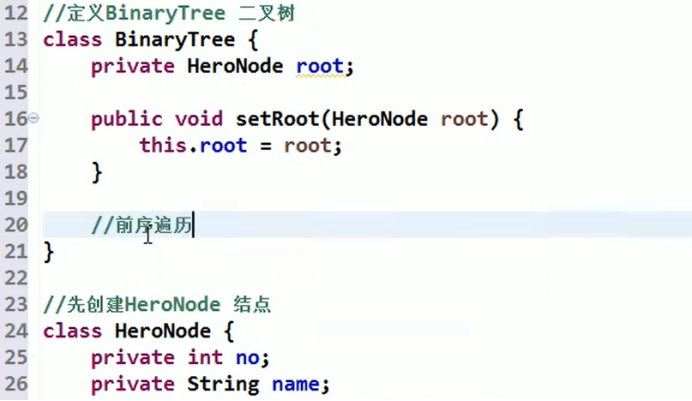 12 //定义BinaryTree 二叉树
13 class BinaryTree {
14     private HeroNode root;
15
16     public void setRoot(HeroNode root) {
17         this.root = root;
18     }
19
20     //前序遍历
21 }
22
23 //先创建HeroNode 结点
24 class HeroNode {
25     private int no;
26     private String name;